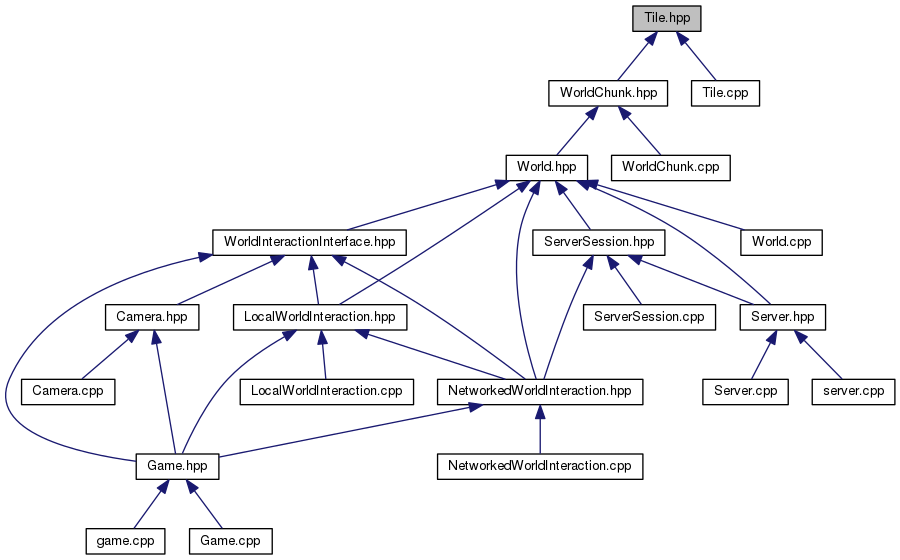 Tile.hpp
WorldChunk.hpp
Tile.cpp
World.hpp
WorldChunk.cpp
WorldInteractionInterface.hpp
ServerSession.hpp
World.cpp
Camera.hpp
LocalWorldInteraction.hpp
ServerSession.cpp
Server.hpp
Camera.cpp
LocalWorldInteraction.cpp
NetworkedWorldInteraction.hpp
Server.cpp
server.cpp
Game.hpp
NetworkedWorldInteraction.cpp
game.cpp
Game.cpp